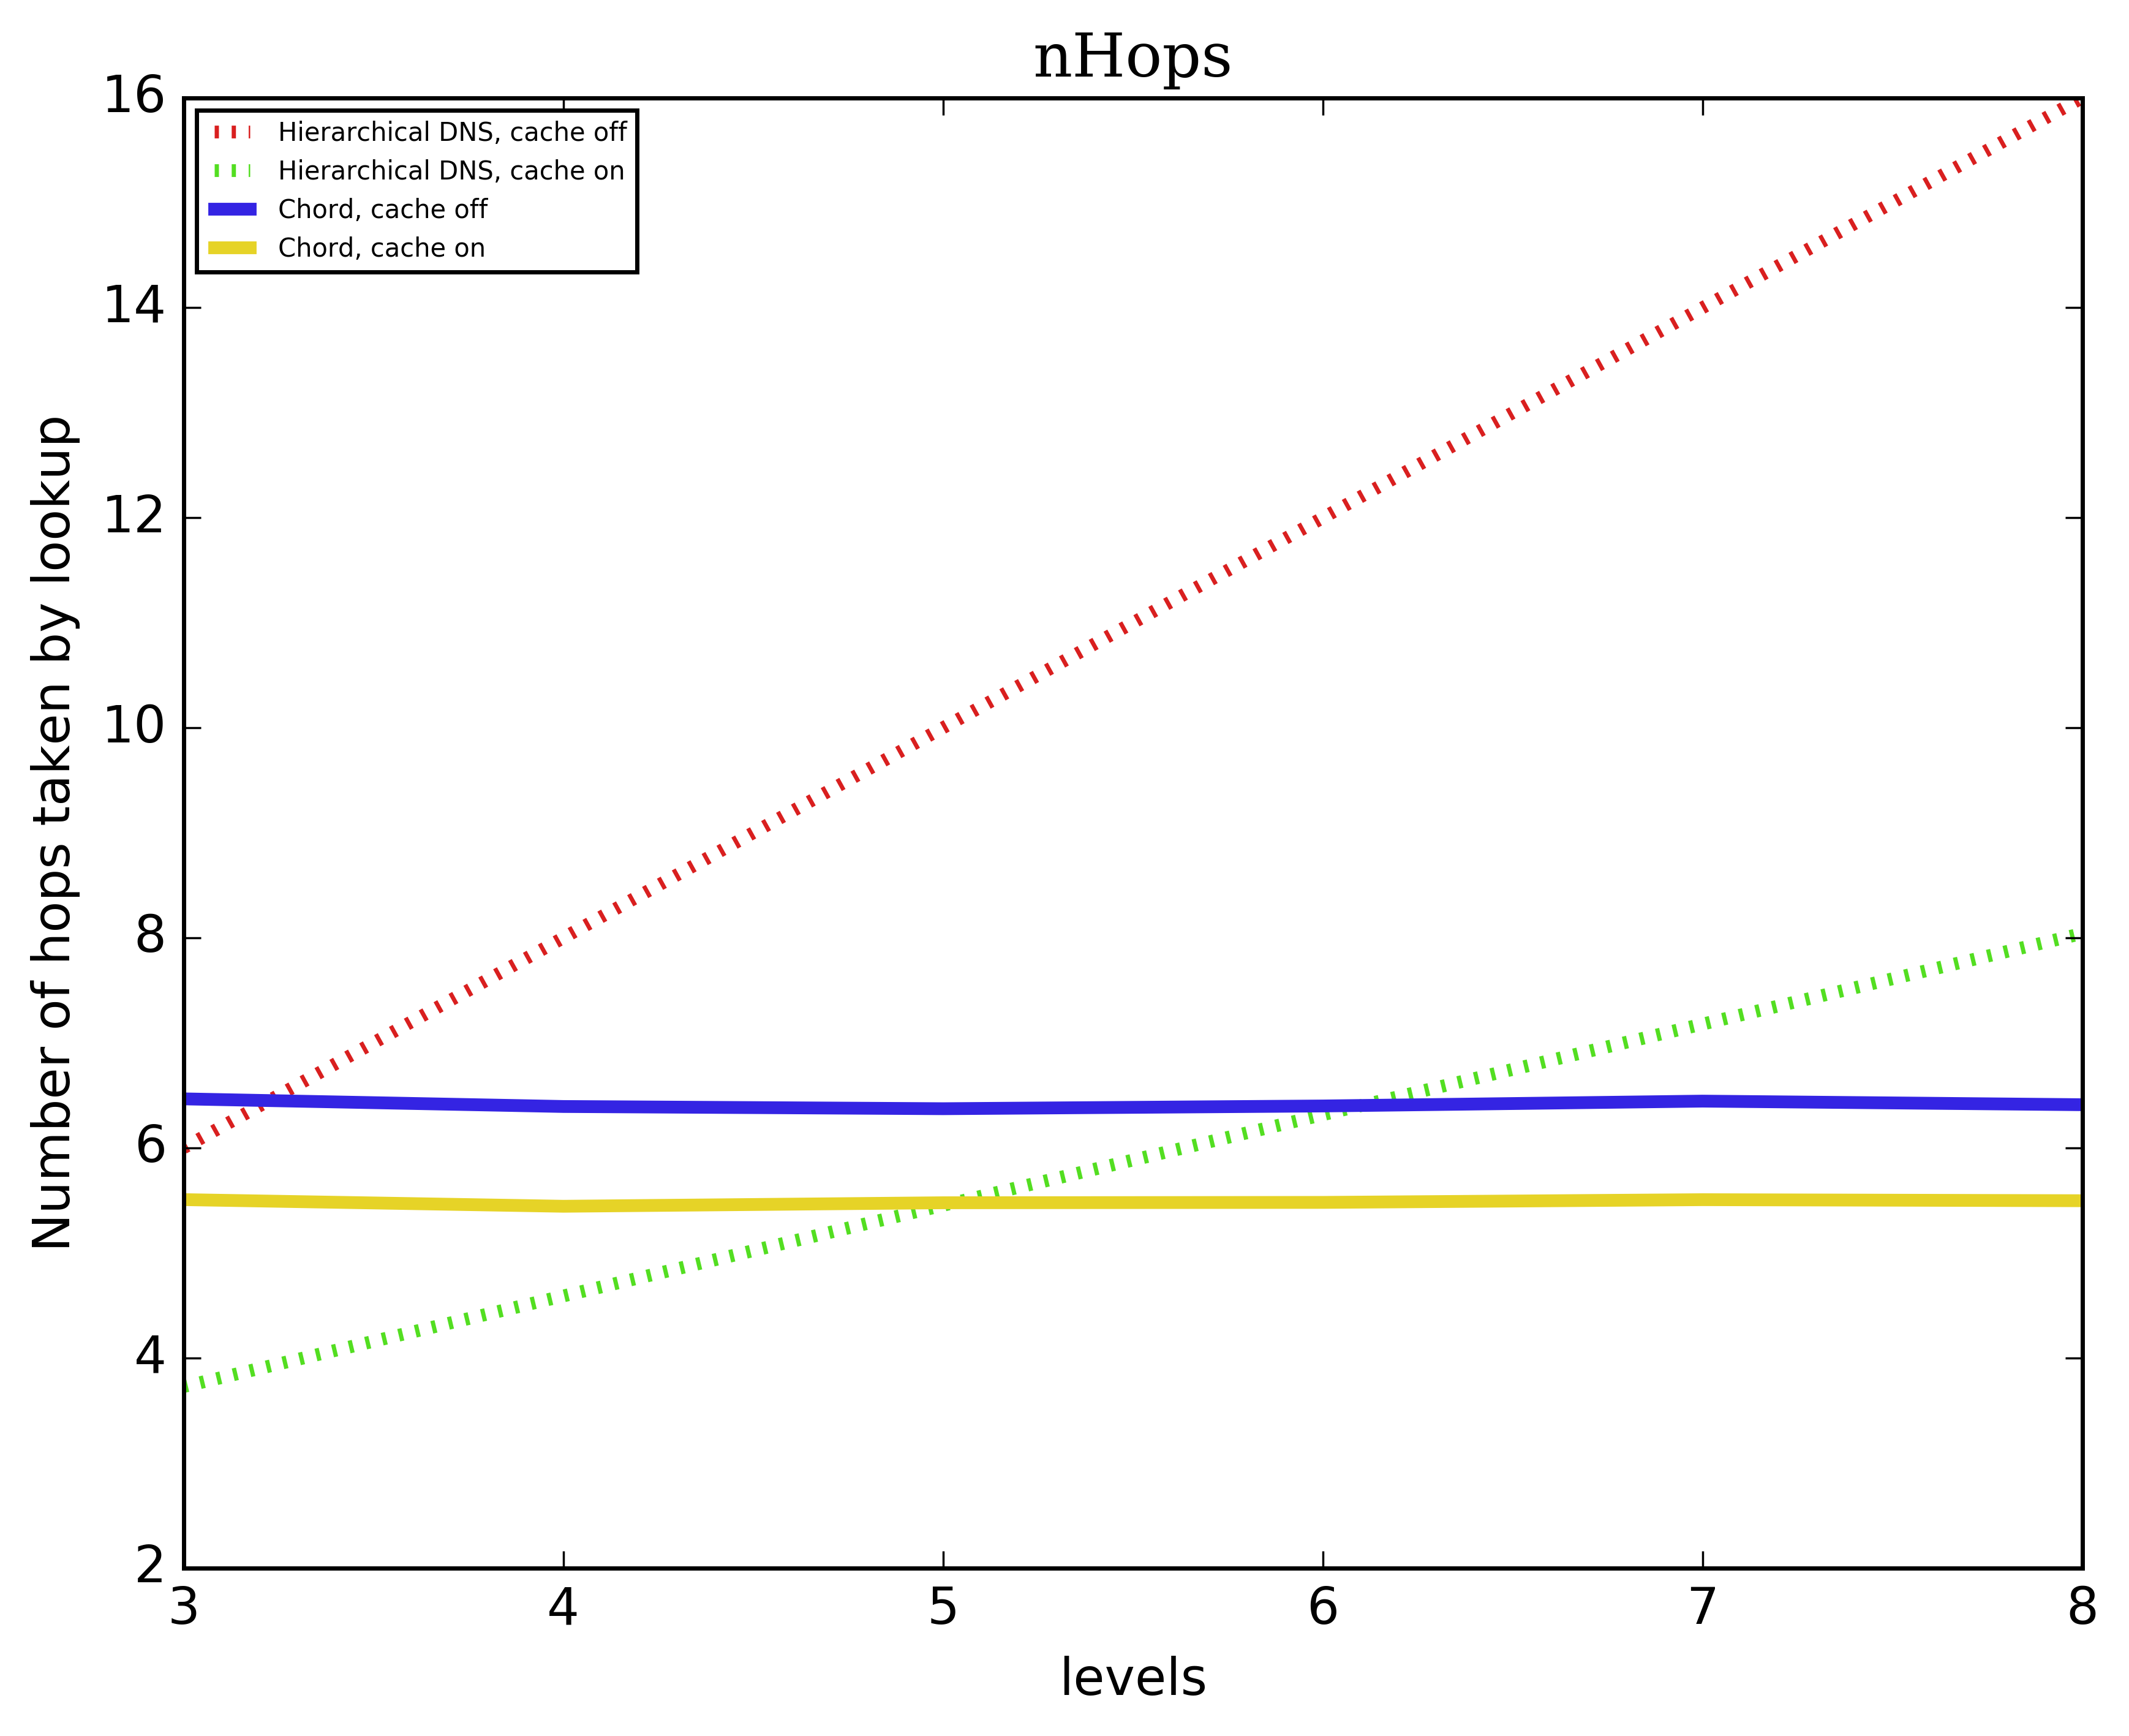 nHops
16
14
12
10
8
6
4
2
Number of hops taken by lookup
Hierarchical DNS, cache off
Hierarchical DNS, cache on
Chord, cache off
Chord, cache on
3 4 5 6 7 8
levels